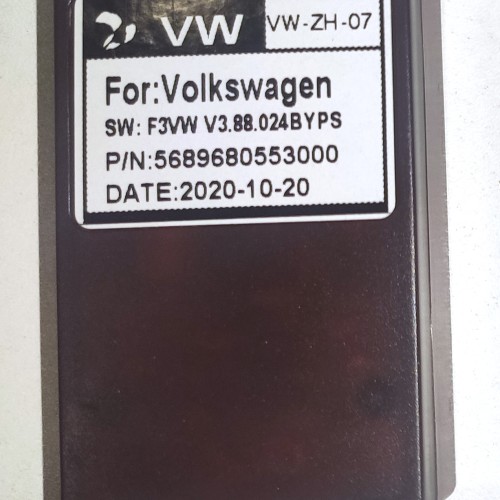 VW VW-ZH-07
For:Volkswagen
SW: F3VW V3.88.024BYPS
P/N:5689680553000
DATE:2020-10-20